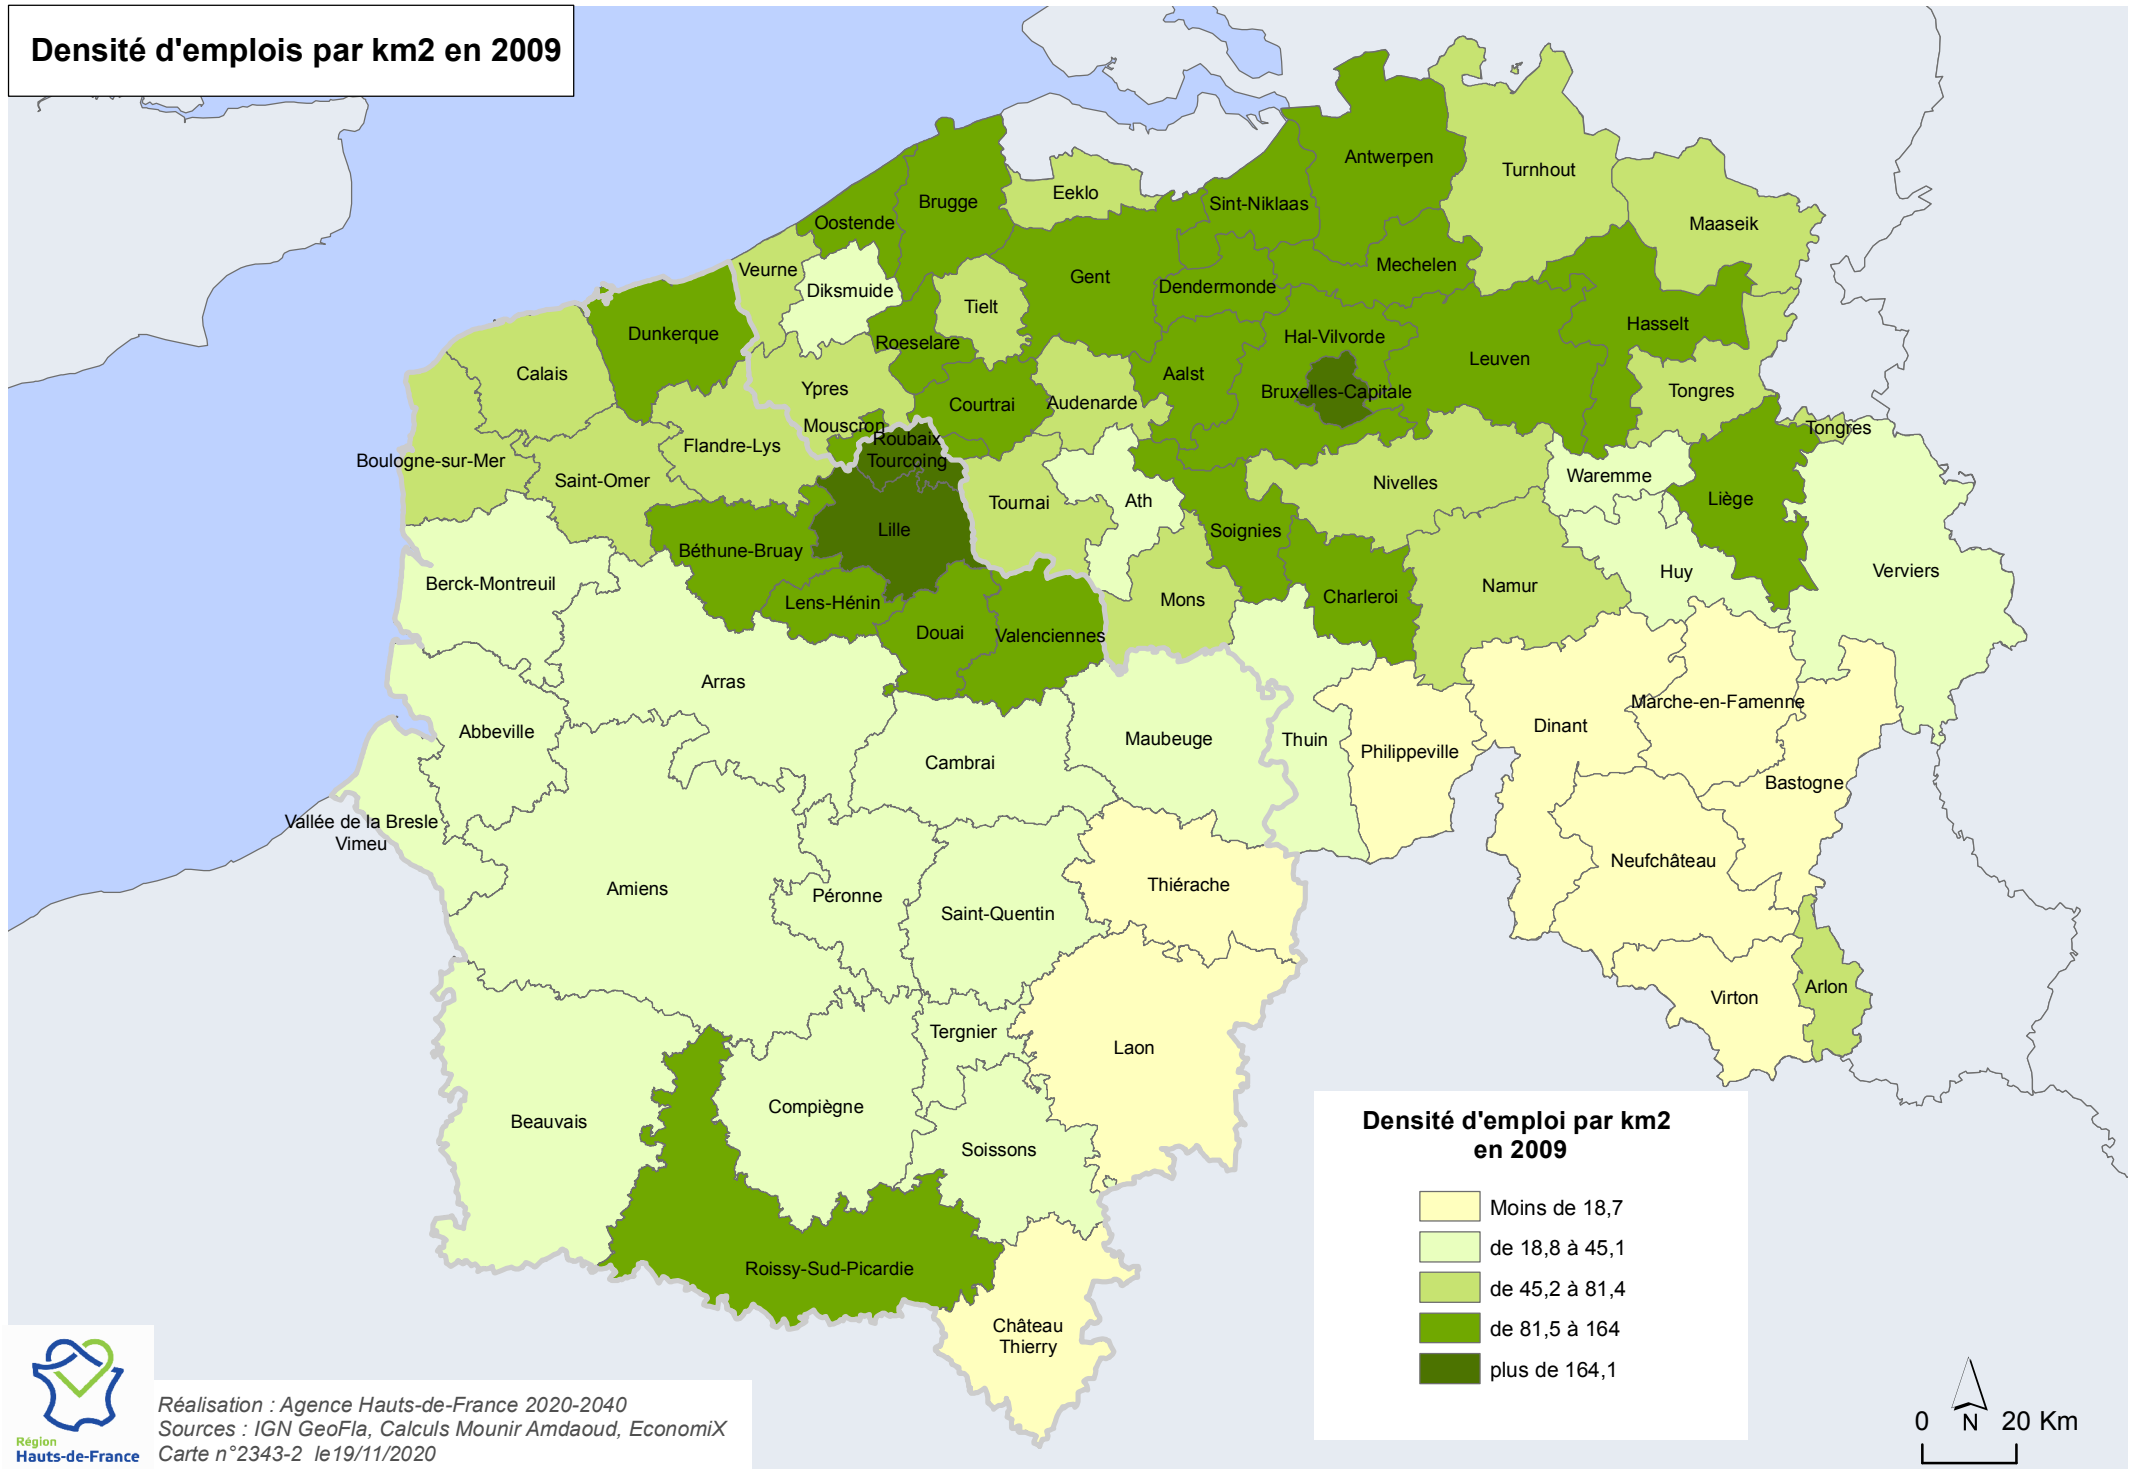 Densité d'emplois par km2 en 2009
Antwerpen
Turnhout
Eeklo
Brugge
Sint-Niklaas
Oostende
Maaseik
Veurne
Mechelen
Gent
Dendermonde
Diksmuide
Tielt
Hasselt
Dunkerque
Hal-Vilvorde
Roeselare
Leuven
Calais
Aalst
Ypres
Bruxelles-Capitale
Tongres
Courtrai
Audenarde
Mouscron
Tongres
Roubaix
Tourcoing
Flandre-Lys
Boulogne-sur-Mer
Saint-Omer
Waremme
Nivelles
Liège
Tournai
Ath
Lille
Soignies
Béthune-Bruay
Verviers
Huy
Berck-Montreuil
Namur
Charleroi
Mons
Lens-Hénin
Douai
Valenciennes
Arras
Marche-en-Famenne
Dinant
Abbeville
Maubeuge
Thuin
Philippeville
Cambrai
Bastogne
Vallée de la Bresle
Vimeu
Neufchâteau
Thiérache
Amiens
Péronne
Saint-Quentin
Arlon
Virton
Tergnier
Laon
Compiègne
Beauvais
Soissons
Roissy-Sud-Picardie
Château
Thierry
Densité d'emploi par km2
en 2009
Moins de 18,7
de 18,8 à 45,1
de 45,2 à 81,4
de 81,5 à 164
plus de 164,1
0 N 20 Km
Région
Hauts-de-France
Réalisation : Agence Hauts-de-France 2020-2040
Sources : IGN GeoFla, Calculs Mounir Amdaoud, EconomiX
Carte n°2343-2 le19/11/2020